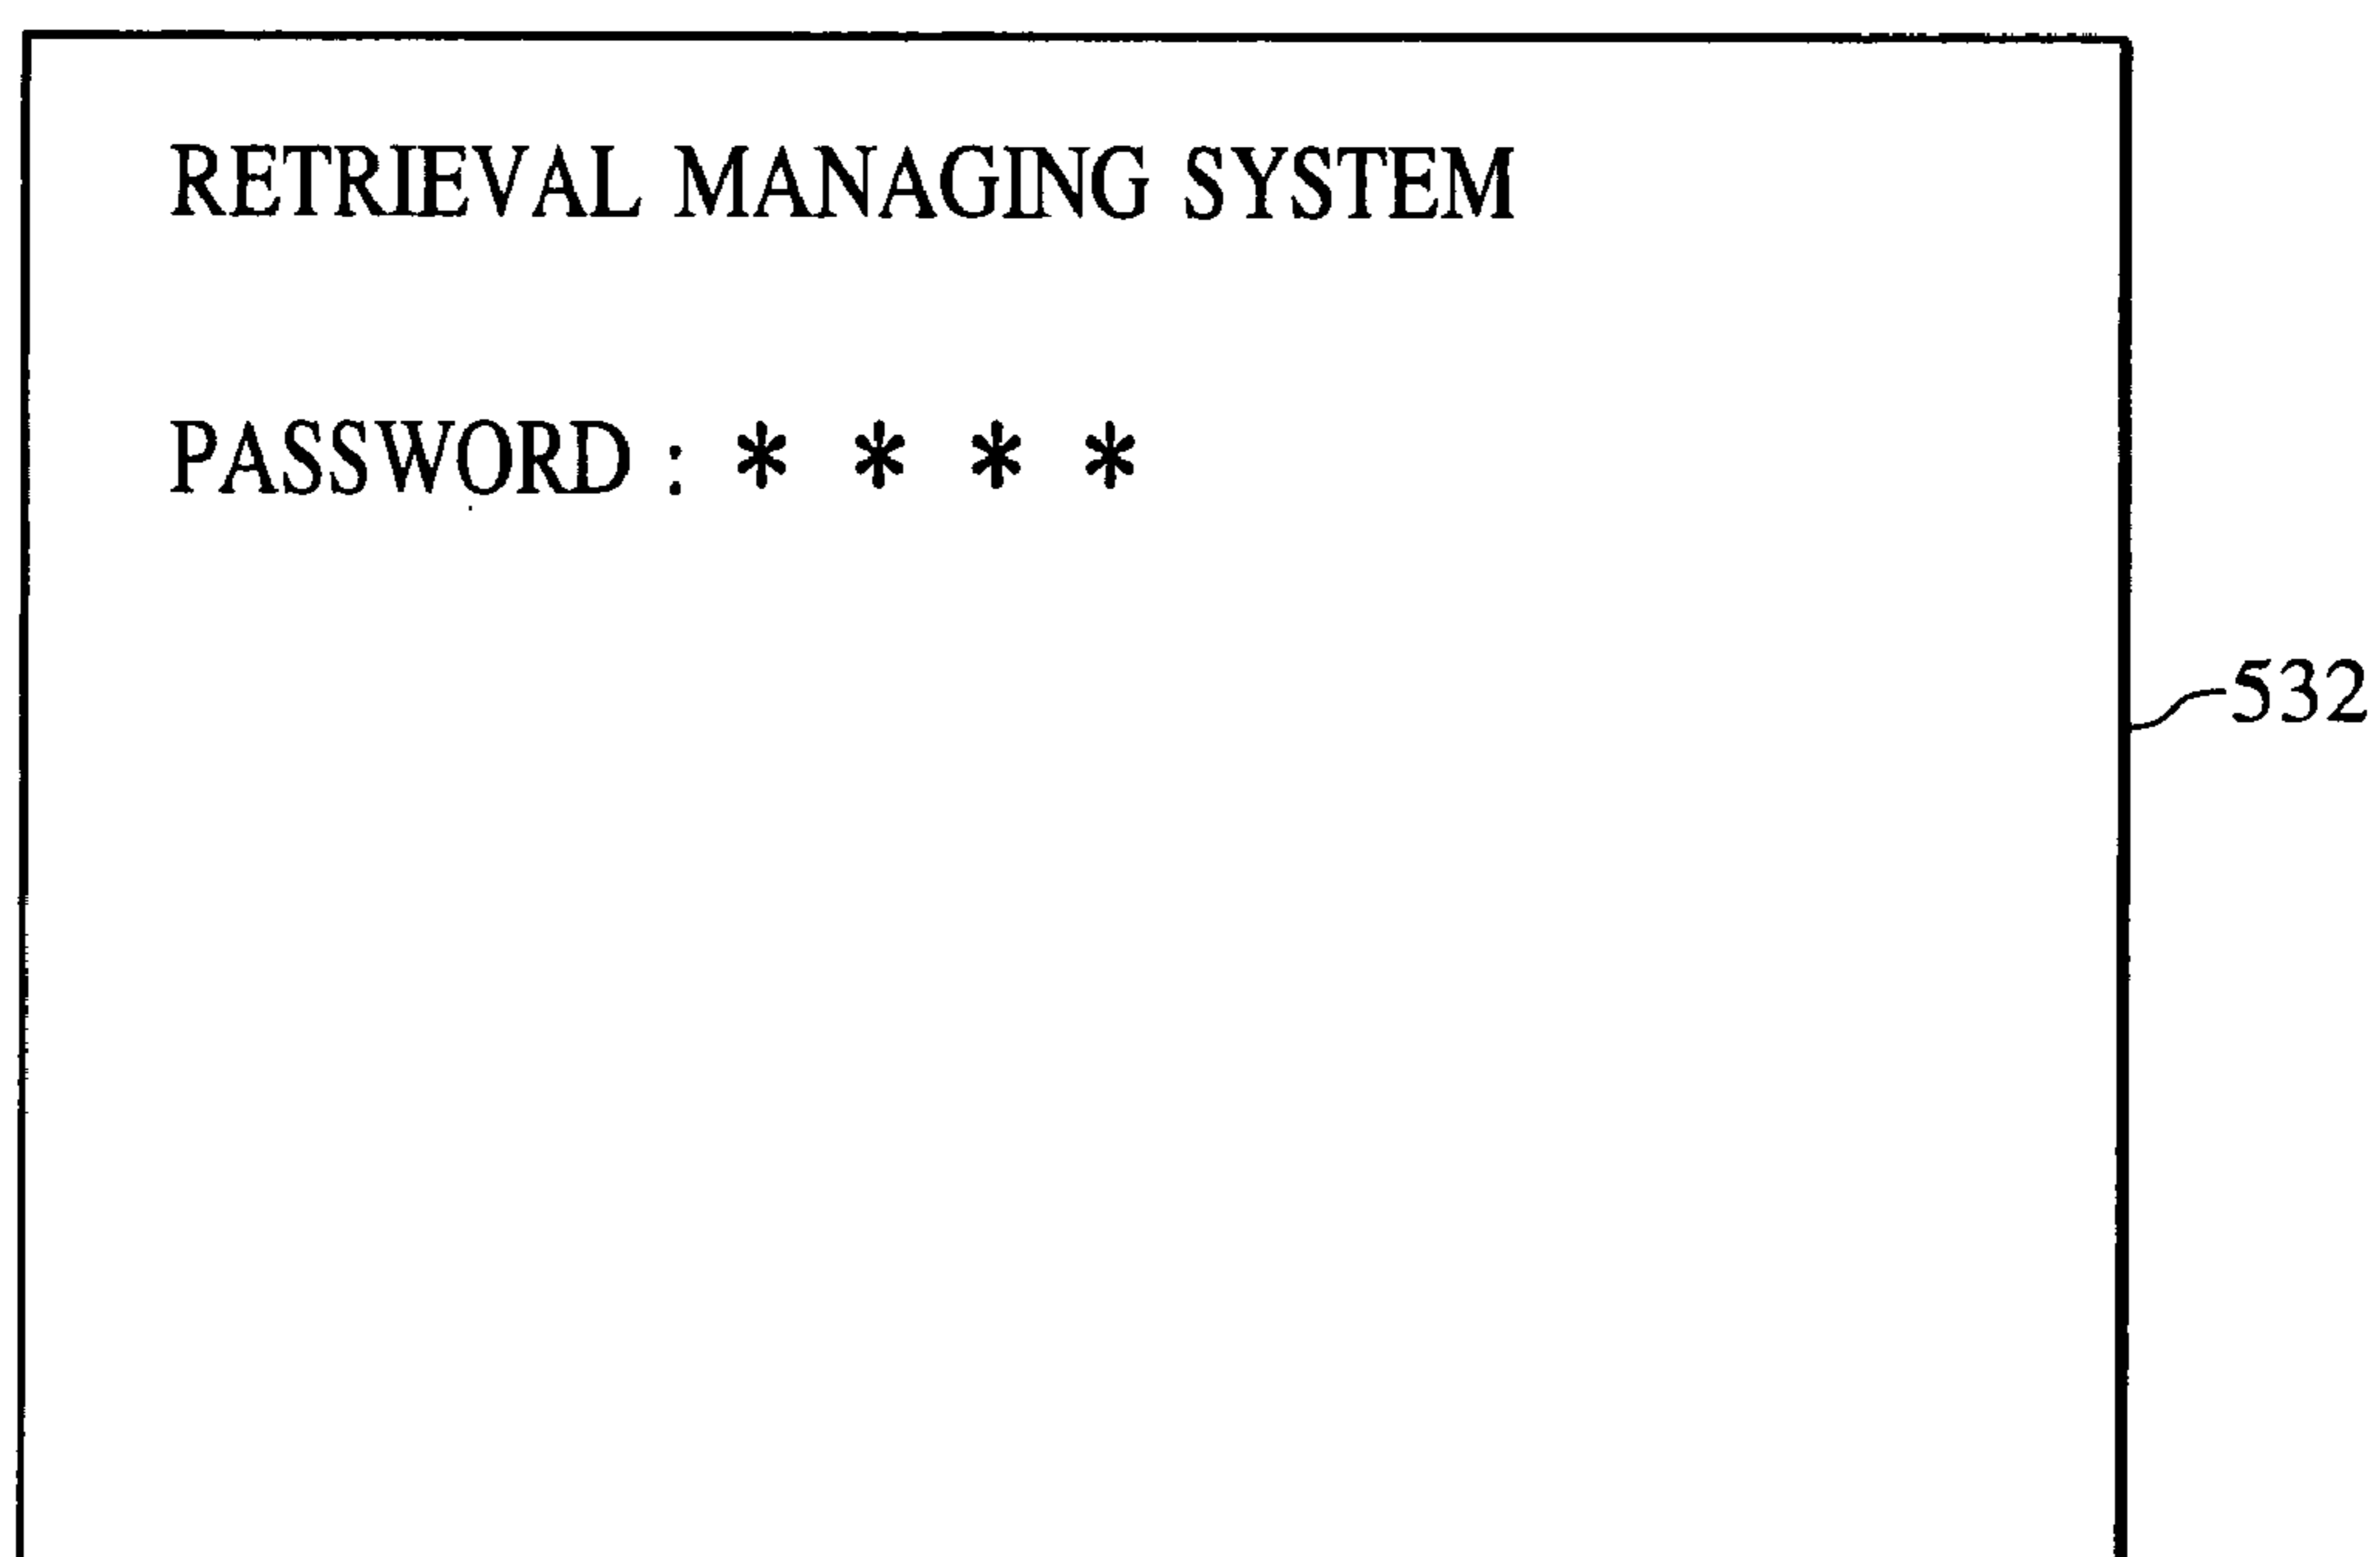 RETRIEVAL MANAGING SYSTEM
PASSWORD : * * * *
532